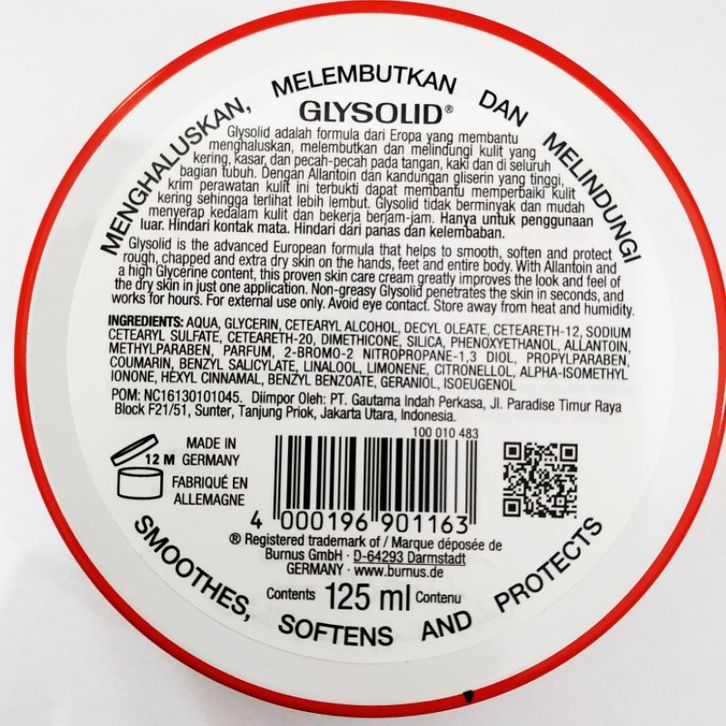 MENGHALUSKAN, MELEMBUTKAN DAN MELINDUNGI
GLYSOLID®
Glysolid adalah formula dari Eropa yang membantu
menghaluskan, melembutkan dan melindungi kulit yang
kering, kasar, dan pecah-pecah pada tangan, kaki dan di seluruh
bagian tubuh. Dengan Allantoin dan kandungan gliserin yang tinggi,
krim perawatan kulit ini terbukti dapat membantu memperbaiki kulit
kering sehingga terlihat lebih lembut. Glysolid tidak berminyak dan mudah
menyerap kedalam kulit dan bekerja berjam-jam. Hanya untuk penggunaan
luar. Hindari kontak mata. Hindari dari panas dan kelembaban.
Glysolid is the advanced European formula that helps to smooth, soften and protect
rough, chapped and extra dry skin on the hands, feet and entire body. With Allantoin and
a high Glycerine content, this proven skin care cream greatly improves the look and feel of
the dry skin in just one application. Non-greasy Glysolid penetrates the skin in seconds, and
works for hours. For external use only. Avoid eye contact. Store away from heat and humidity.
INGREDIENTS: AQUA, GLYCERIN, CETEARYL ALCOHOL, DECYL OLEATE, CETEARETH-12, SODIUM
CETEARYL SULFATE, CETEARETH-20, DIMETHICONE, SILICA, PHENOXYETHANOL, ALLANTOIN,
METHYLPARABEN, PARFUM, 2-BROMO-2 NITROPROPANE-1,3 DIOL, PROPYLPARABEN,
COUMARIN, BENZYL SALICYLATE, LINALOOL, LIMONENE, CITRONELLOL, ALPHA-ISOMETHYL
IONONE, HEXYL CINNAMAL, BENZYL BENZOATE, GERANIOL, ISOEUGENOL
POM: NC16130101045. Diimpor Oleh: PT. Gautama Indah Perkasa, Jl. Paradise Timur Raya
Block F21/51, Sunter, Tanjung Priok, Jakarta Utara, Indonesia.
100 010 483
12 M
MADE IN
GERMANY
FABRIQUÉ EN
ALLEMAGNE
4 000196 901163
® Registered trademark of / Marque déposée de
Burnus GmbH · D-64293 Darmstadt
GERMANY · www.burnus.de
Contents 125 ml Contenu
SMOOTHES, SOFTENS AND PROTECTS